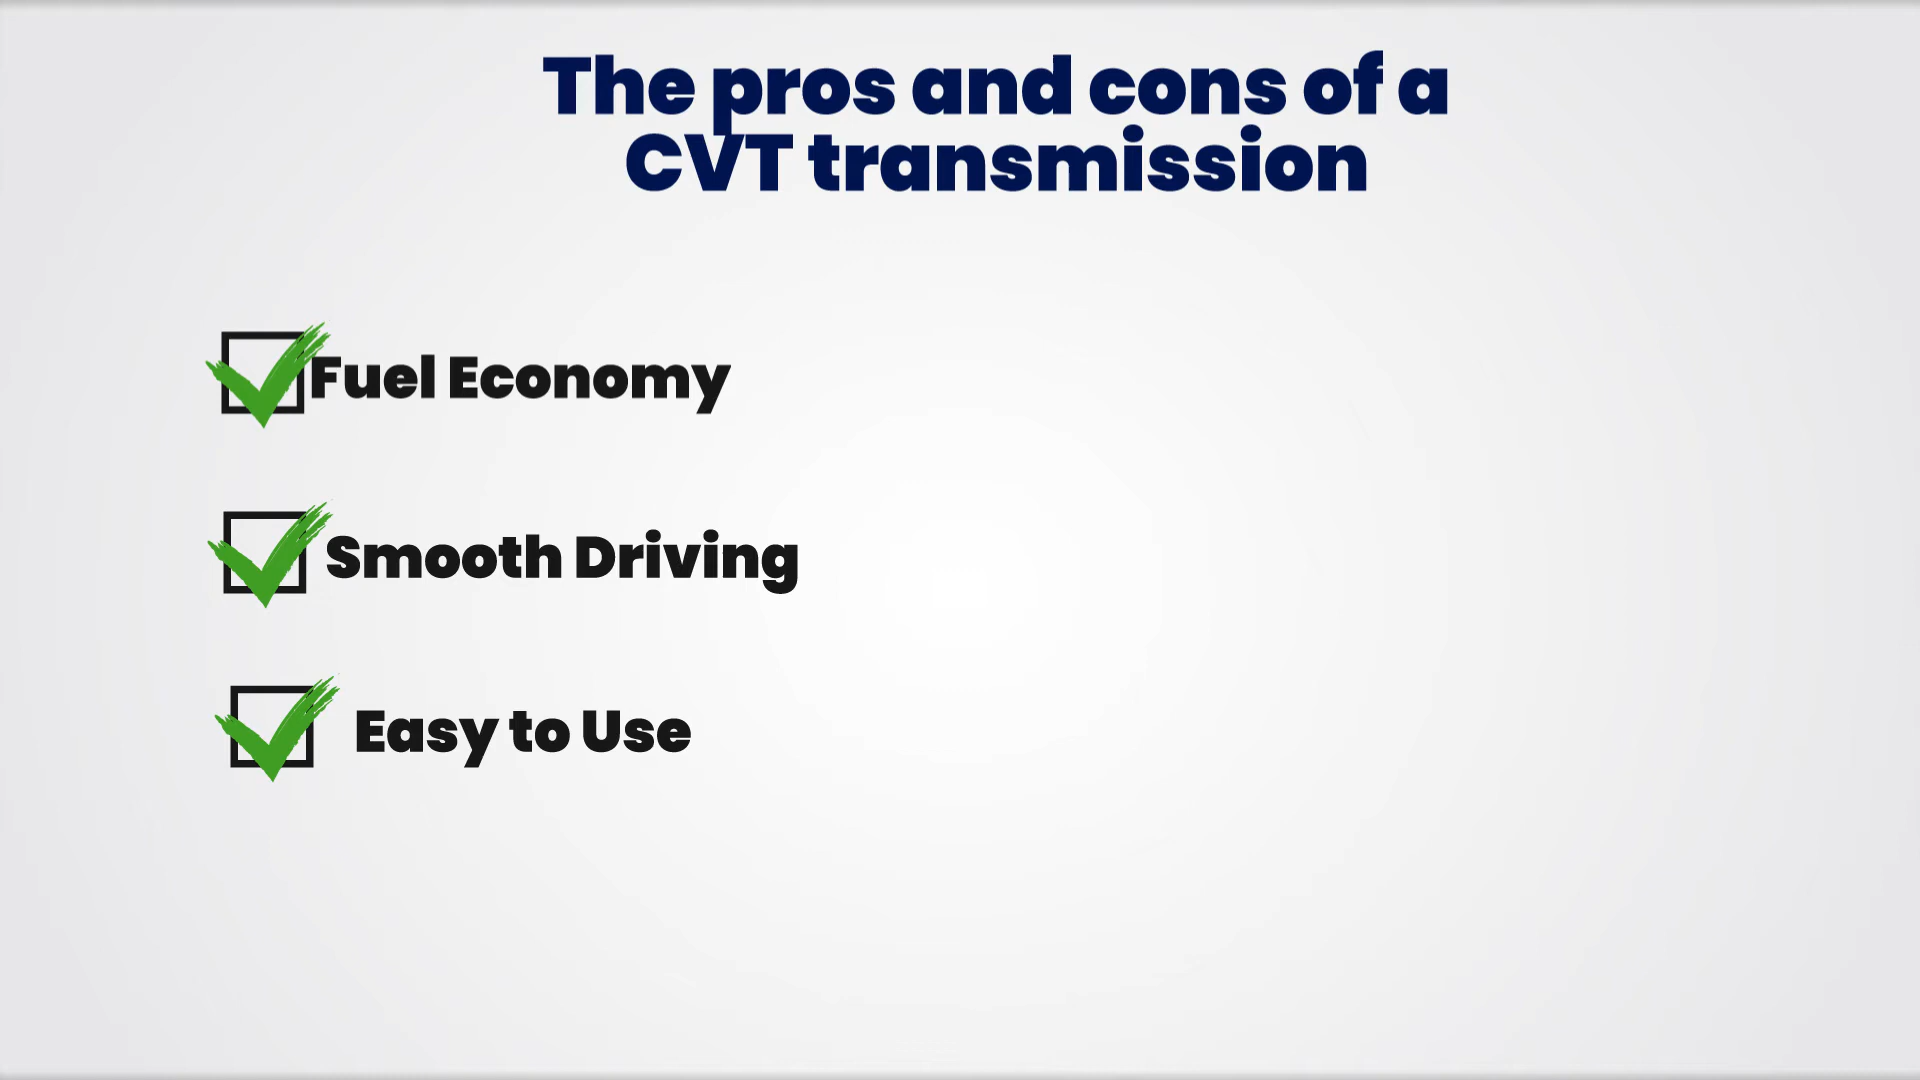 The pros and cons of a
CVT transmission
Fuel Economy
Smooth Driving
Easy to Use